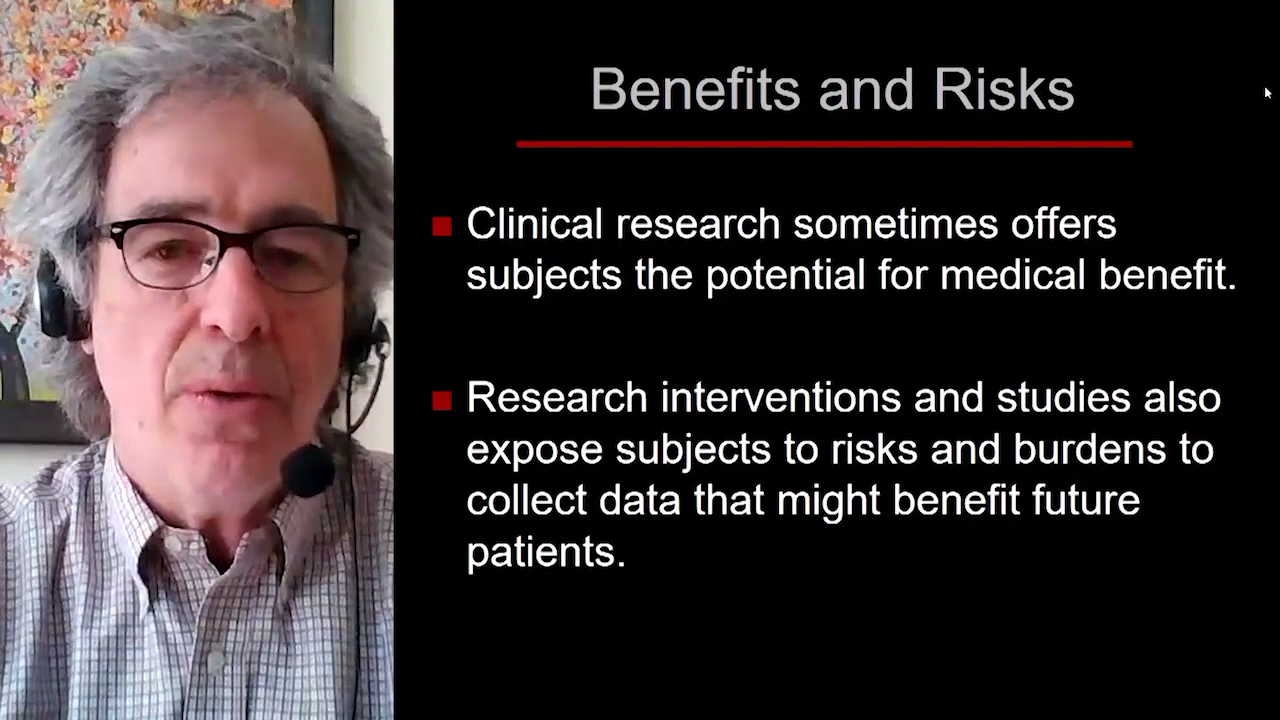 Benefits and Risks
Clinical research sometimes offers
subjects the potential for medical benefit.
Research interventions and studies also
expose subjects to risks and burdens to
collect data that might benefit future
patients.